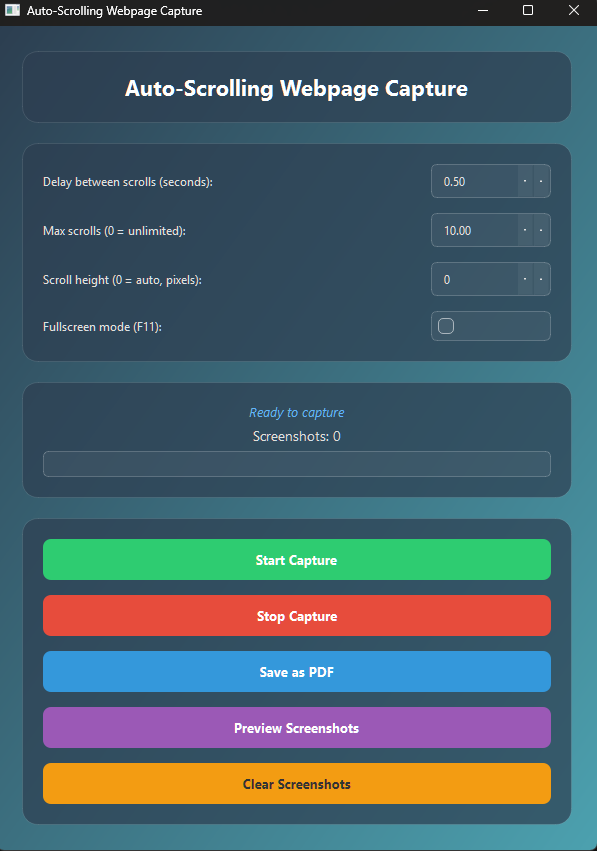 Auto-Scrolling Webpage Capture
Auto-Scrolling Webpage Capture
Delay between scrolls (seconds): 0.50
Max scrolls (0 = unlimited): 10.00
Scroll height (0 = auto, pixels): 0
Fullscreen mode (F11):
Ready to capture
Screenshots: 0
Start Capture
Stop Capture
Save as PDF
Preview Screenshots
Clear Screenshots